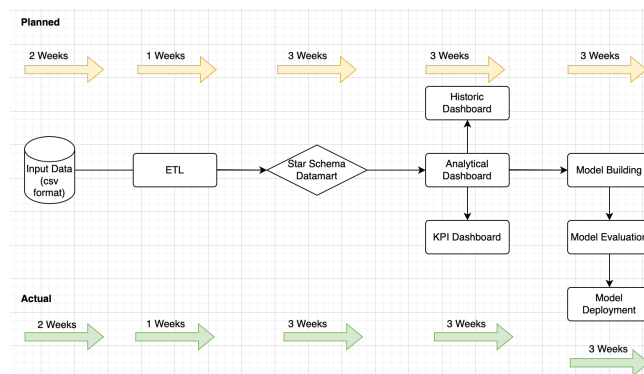 Planned
2 Weeks
1 Weeks
3 Weeks
3 Weeks
3 Weeks
Historic
Dashboard
Input Data
(csv
format)
ETL
Star Schema
Datamart
Analytical
Dashboard
Model Building
KPI Dashboard
Model Evaluation
Model
Deployment
Actual
2 Weeks
1 Weeks
3 Weeks
3 Weeks
3 Weeks